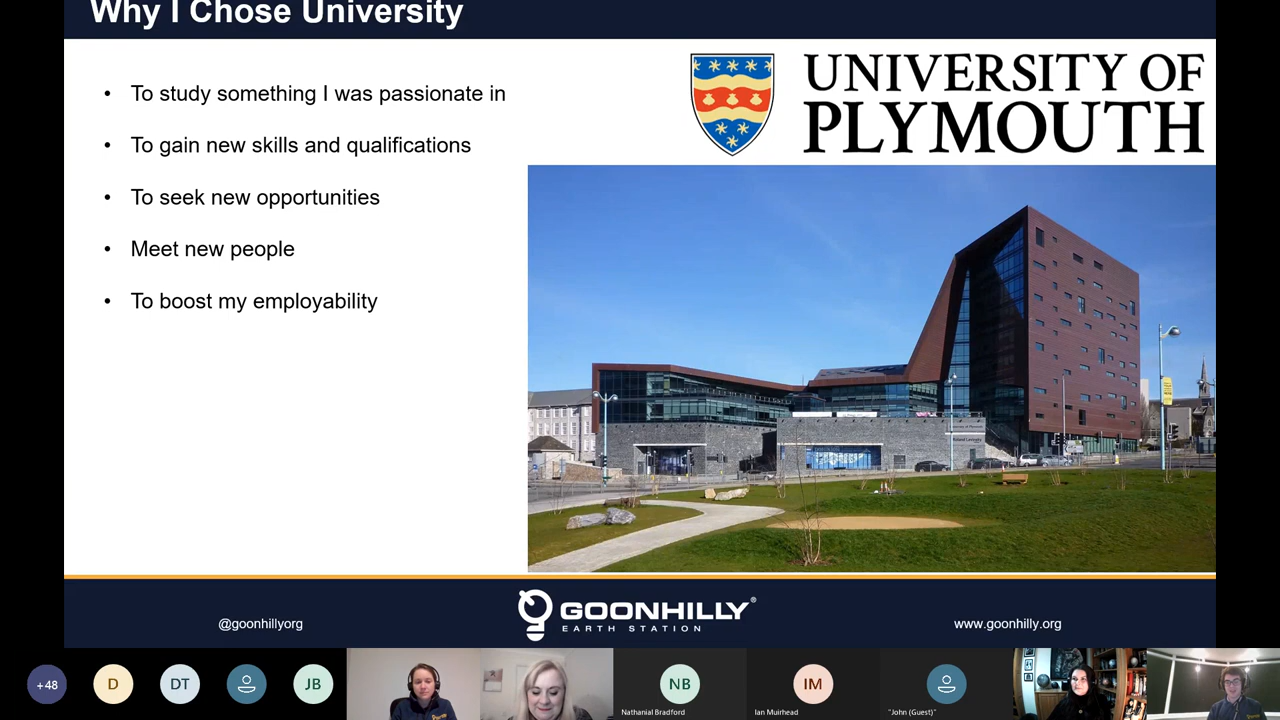 Why I Chose University
• To study something I was passionate in
• To gain new skills and qualifications
• To seek new opportunities
• Meet new people
• To boost my employability
UNIVERSITY OF
PLYMOUTH
@goonhillyorg
GOONHILLY®
EARTH STATION
www.goonhilly.org
+48
D
DT
JB
NB
Nathanial Bradford
IM
Ian Muirhead
"John (Guest)"